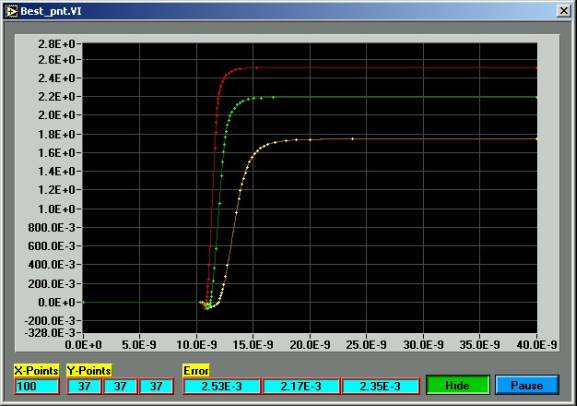 Best_pnt.VI
2.8E+0
2.6E+0
2.4E+0
2.2E+0
2.0E+0
1.8E+0
1.6E+0
1.4E+0
1.2E+0
1.0E+0
800.0E-3
600.0E-3
400.0E-3
200.0E-3
0.0E+0
-200.0E-3
-328.0E-3
0.0E+0 5.0E-9 10.0E-9 15.0E-9 20.0E-9 25.0E-9 30.0E-9 35.0E-9 40.0E-9
X-Points Y-Points Error
100 37 37 37 2.53E-3 2.17E-3 2.35E-3 Hide Pause